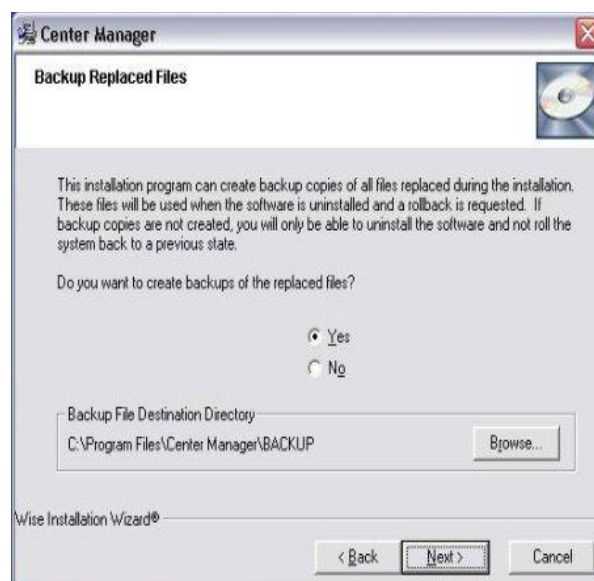 Center Manager
Backup Replaced Files
This installation program can create backup copies of all files replaced during the installation.
These files will be used when the software is uninstalled and a rollback is requested. If
backup copies are not created, you will only be able to uninstall the software and not roll the
system back to a previous state.
Do you want to create backups of the replaced files?
Yes
No
Backup File Destination Directory
C:\Program Files\Center Manager\BACKUP
Browse...
Wise Installation Wizard®
< Back
Next >
Cancel